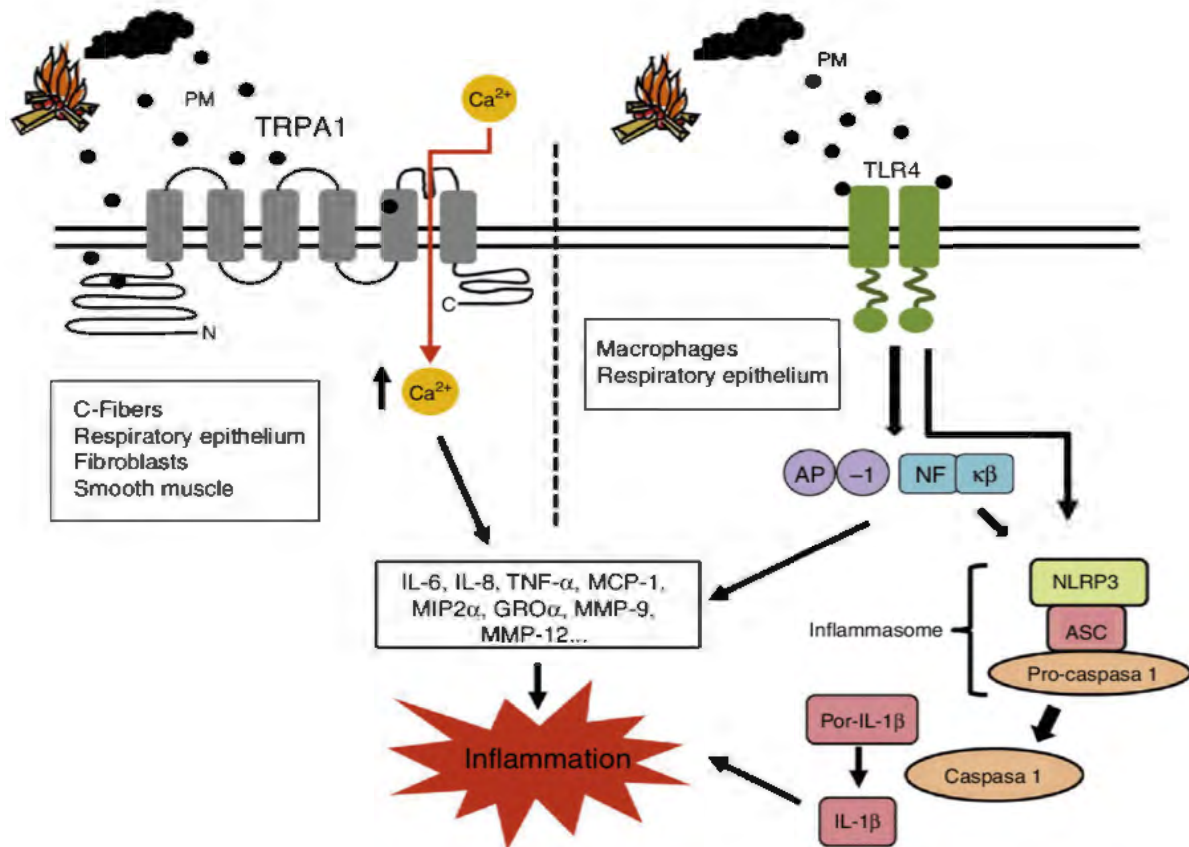 PM
TRPA1
Ca²⁺
N
C
Ca²⁺
C-Fibers
Respiratory epithelium
Fibroblasts
Smooth muscle
PM
TLR4
Macrophages
Respiratory epithelium
AP –1
NF κβ
IL-6, IL-8, TNF-α, MCP-1,
MIP2α, GROα, MMP-9,
MMP-12...
Inflammation
Inflammasome
NLRP3
ASC
Pro-caspasa 1
Por-IL-1β
Caspasa 1
IL-1β